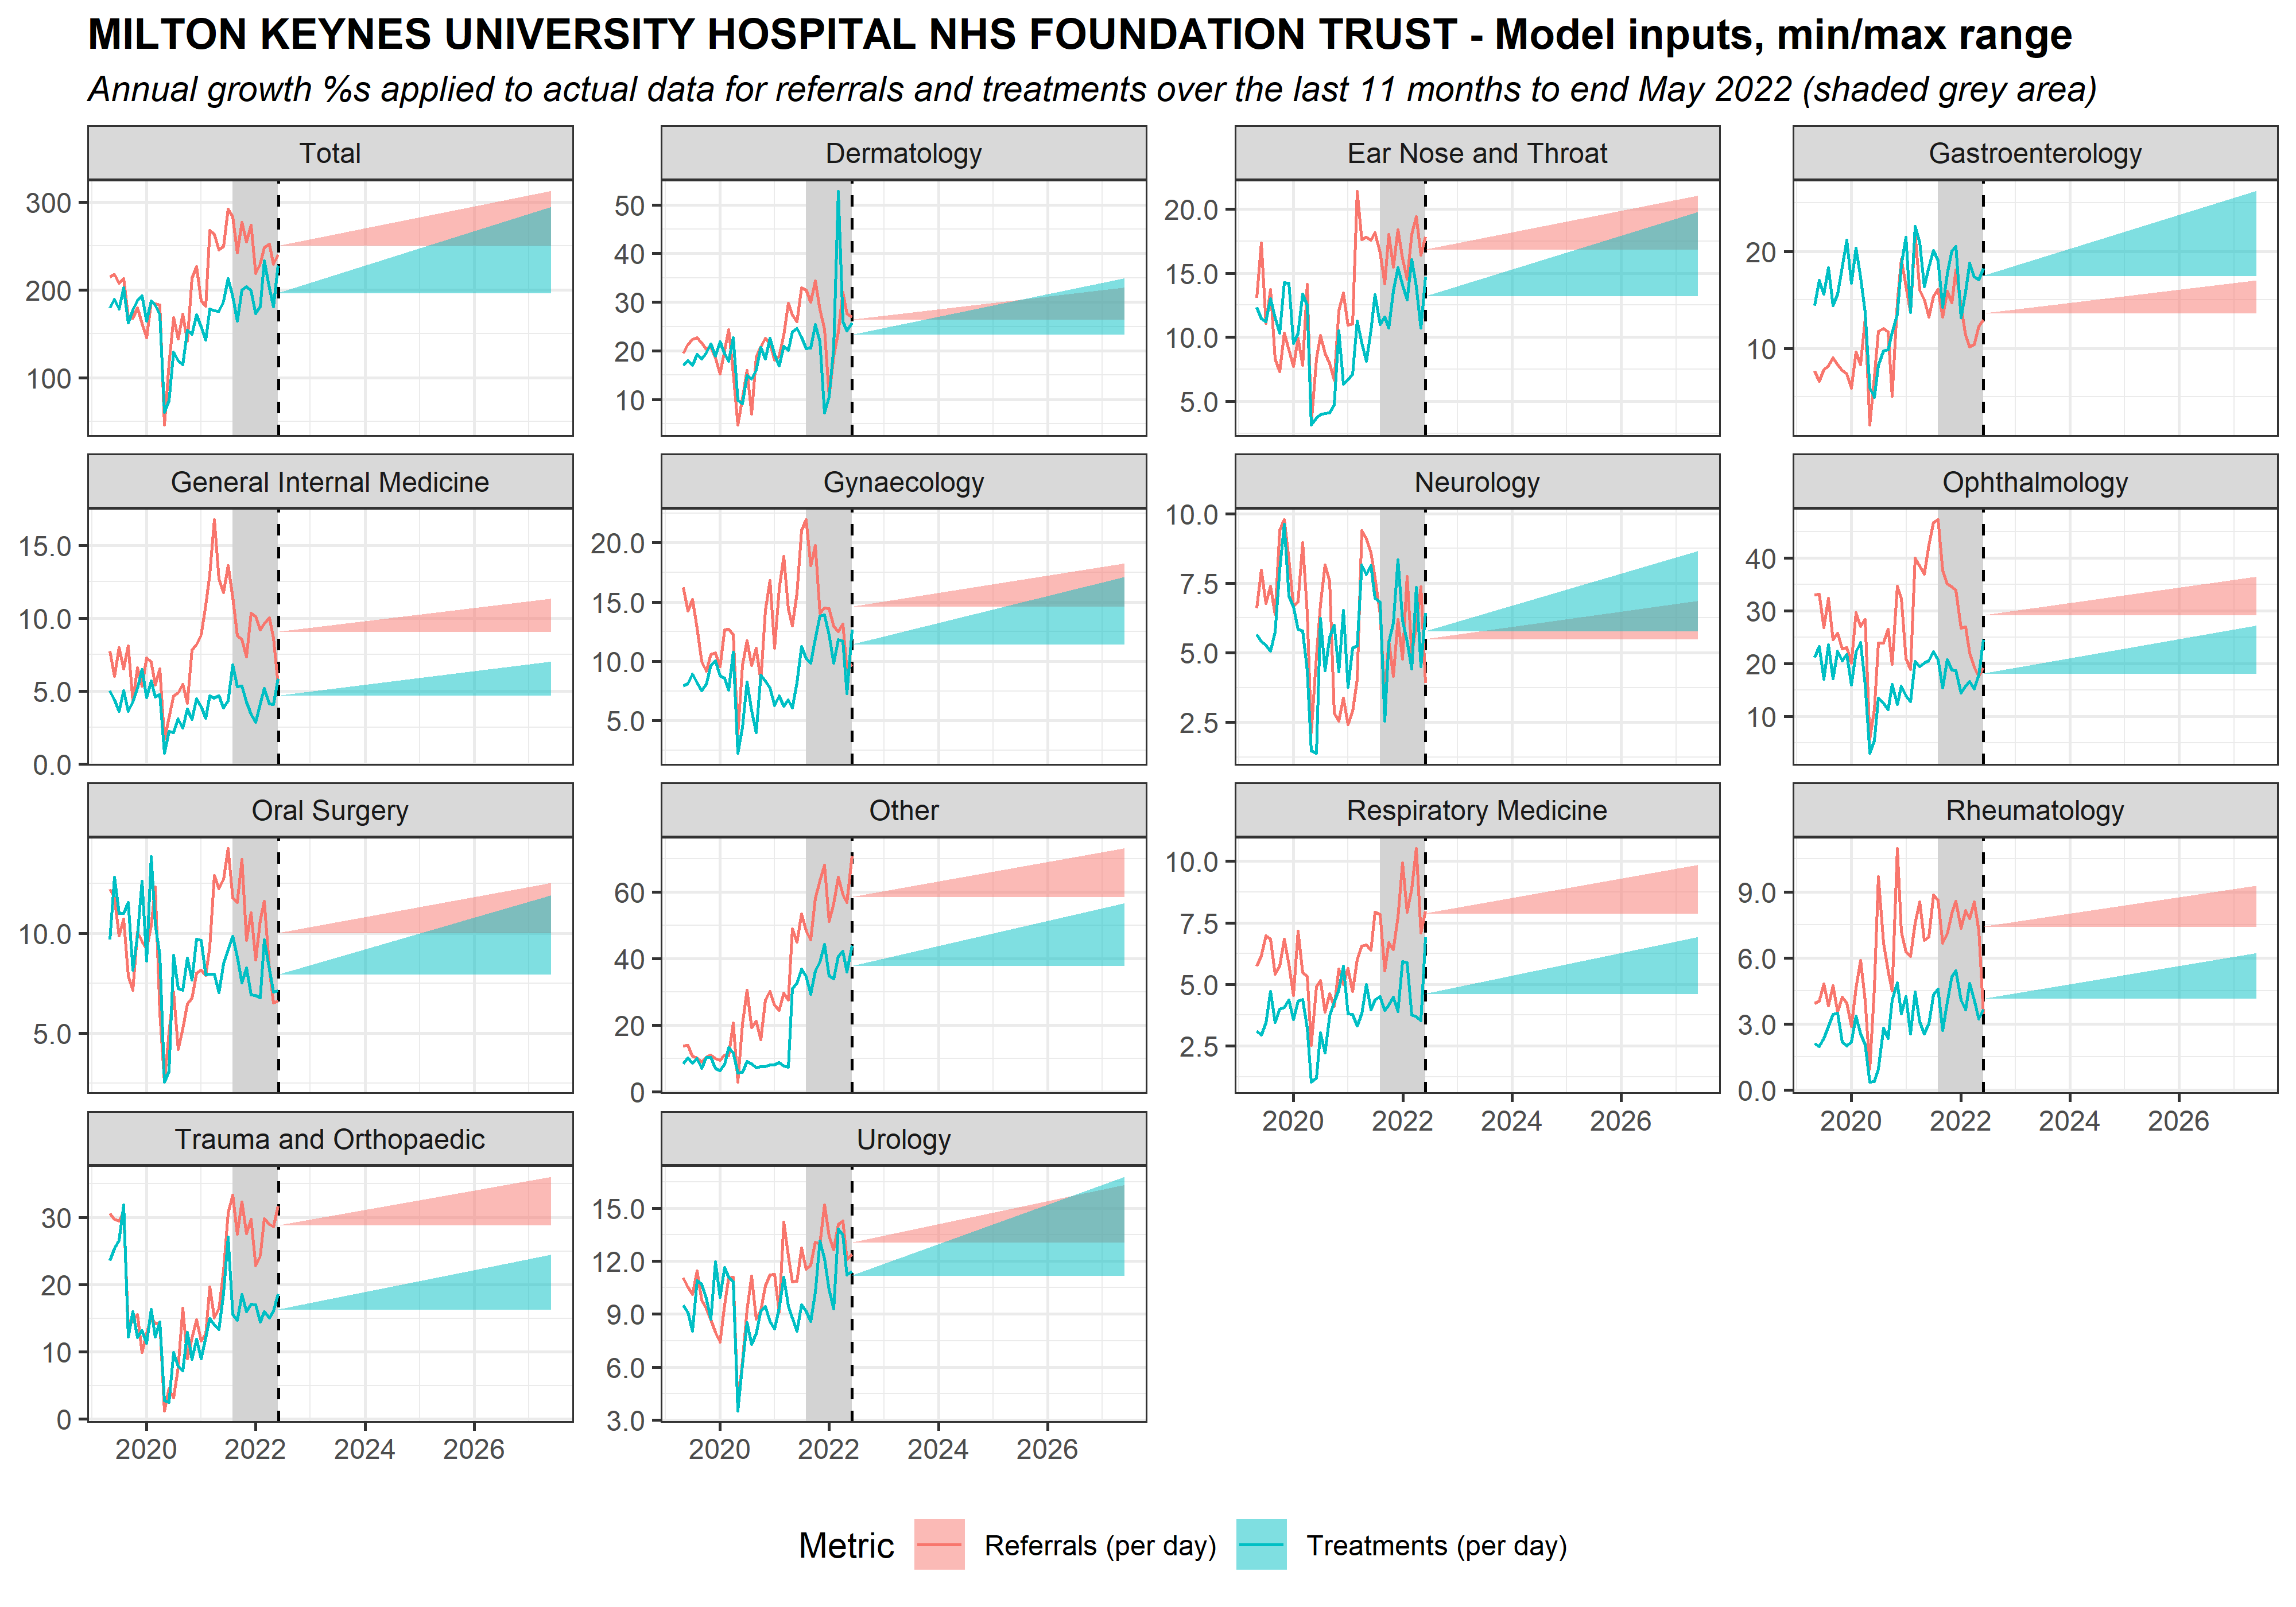 MILTON KEYNES UNIVERSITY HOSPITAL NHS FOUNDATION TRUST - Model inputs, min/max range
Annual growth %s applied to actual data for referrals and treatments over the last 11 months to end May 2022 (shaded grey area)
Total
300
200
100
Dermatology
50
40
30
20
10
Ear Nose and Throat
20.0
15.0
10.0
5.0
Gastroenterology
20
10
General Internal Medicine
15.0
10.0
5.0
0.0
Gynaecology
20.0
15.0
10.0
5.0
Neurology
10.0
7.5
5.0
2.5
Ophthalmology
40
30
20
10
Oral Surgery
10.0
5.0
Other
60
40
20
0
Respiratory Medicine
10.0
7.5
5.0
2.5
2020 2022 2024 2026
Rheumatology
9.0
6.0
3.0
0.0
2020 2022 2024 2026
Trauma and Orthopaedic
30
20
10
0
2020 2022 2024 2026
Urology
15.0
12.0
9.0
6.0
3.0
2020 2022 2024 2026
Metric Referrals (per day) Treatments (per day)